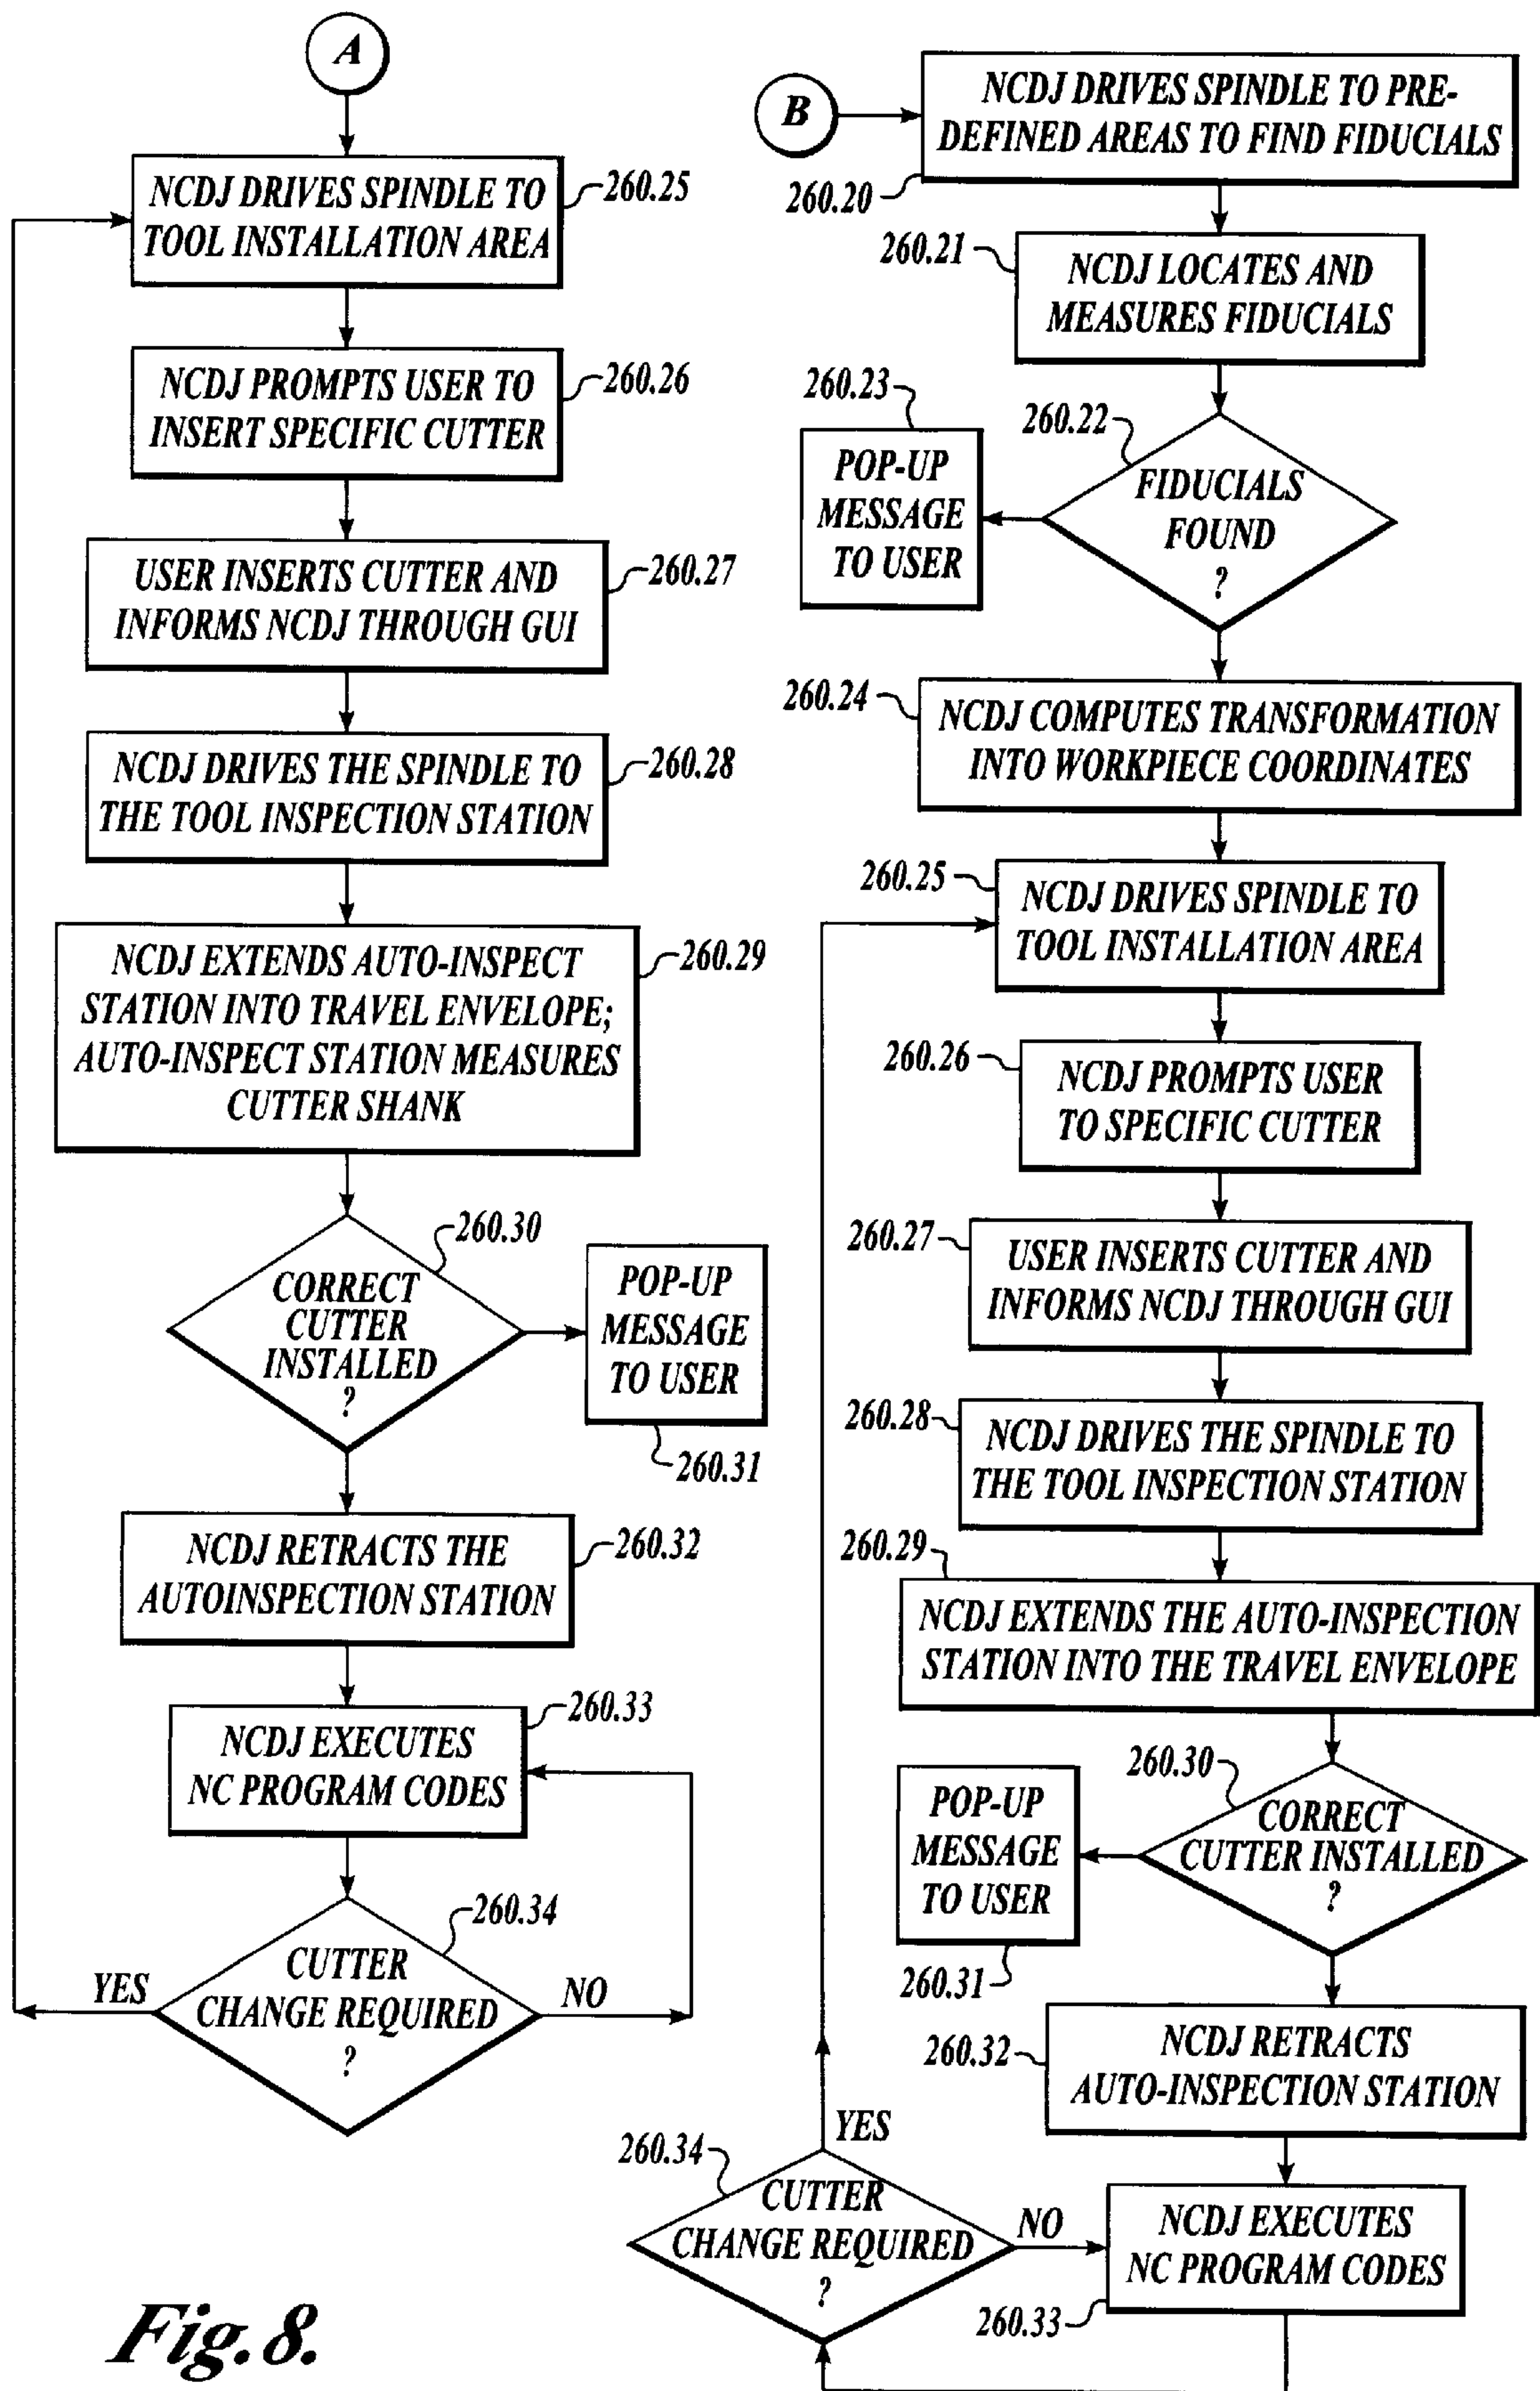 A
NCDJ DRIVES SPINDLE TO
TOOL INSTALLATION AREA
260.25
NCDJ PROMPTS USER TO
INSERT SPECIFIC CUTTER
260.26
USER INSERTS CUTTER AND
INFORMS NCDJ THROUGH GUI
260.27
NCDJ DRIVES THE SPINDLE TO
THE TOOL INSPECTION STATION
260.28
NCDJ EXTENDS AUTO-INSPECT
STATION INTO TRAVEL ENVELOPE;
AUTO-INSPECT STATION MEASURES
CUTTER SHANK
260.29
260.30
CORRECT
CUTTER
INSTALLED
?
POP-UP
MESSAGE
TO USER
260.31
NCDJ RETRACTS THE
AUTOINSPECTION STATION
260.32
NCDJ EXECUTES
NC PROGRAM CODES
260.33
260.34
CUTTER
CHANGE REQUIRED
?
YES
NO
B
NCDJ DRIVES SPINDLE TO PRE-
DEFINED AREAS TO FIND FIDUCIALS
260.20
260.21
NCDJ LOCATES AND
MEASURES FIDUCIALS
260.23
POP-UP
MESSAGE
TO USER
260.22
FIDUCIALS
FOUND
?
260.24
NCDJ COMPUTES TRANSFORMATION
INTO WORKPIECE COORDINATES
260.25
NCDJ DRIVES SPINDLE TO
TOOL INSTALLATION AREA
260.26
NCDJ PROMPTS USER
TO SPECIFIC CUTTER
260.27
USER INSERTS CUTTER AND
INFORMS NCDJ THROUGH GUI
260.28
NCDJ DRIVES THE SPINDLE TO
THE TOOL INSPECTION STATION
260.29
NCDJ EXTENDS THE AUTO-INSPECTION
STATION INTO THE TRAVEL ENVELOPE
260.30
CORRECT
CUTTER INSTALLED
?
POP-UP
MESSAGE
TO USER
260.31
260.32
NCDJ RETRACTS
AUTO-INSPECTION STATION
NCDJ EXECUTES
NC PROGRAM CODES
260.33
260.34
CUTTER
CHANGE REQUIRED
?
YES
NO
Fig. 8.